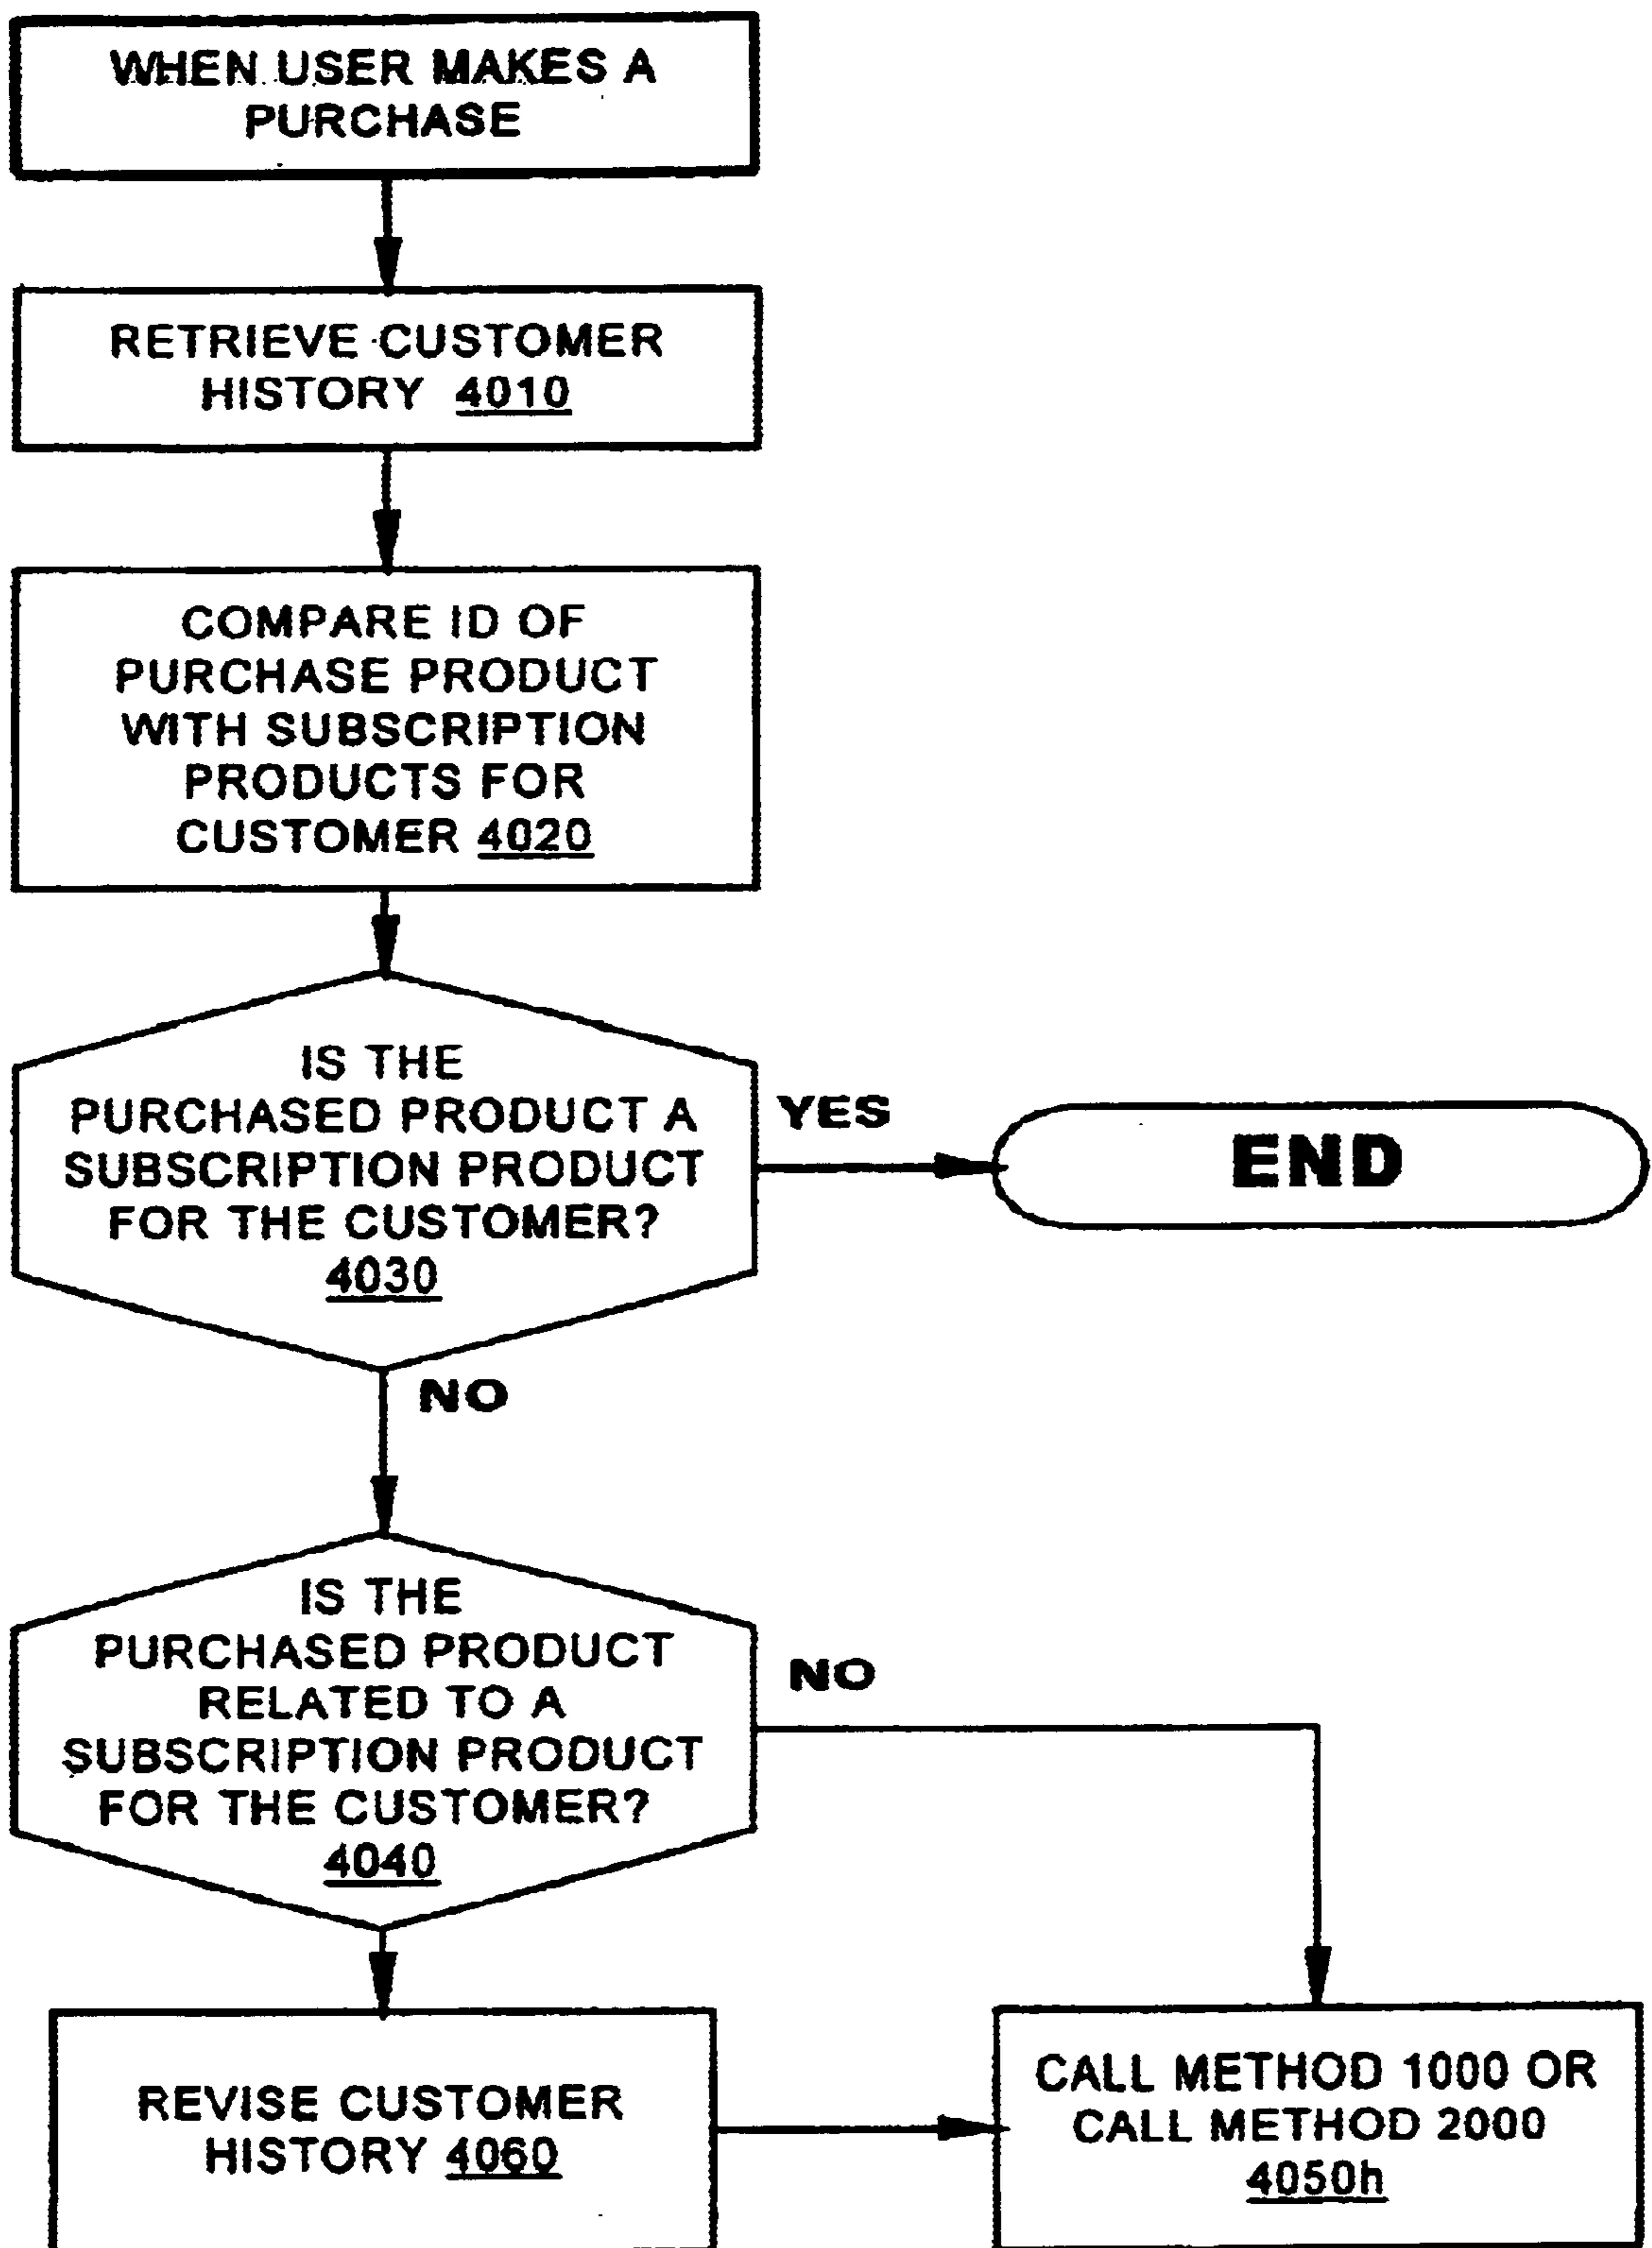 WHEN USER MAKES A
PURCHASE
RETRIEVE CUSTOMER
HISTORY 4010
COMPARE ID OF
PURCHASE PRODUCT
WITH SUBSCRIPTION
PRODUCTS FOR
CUSTOMER 4020
IS THE
PURCHASED PRODUCT A
SUBSCRIPTION PRODUCT
FOR THE CUSTOMER?
4030
YES
END
NO
IS THE
PURCHASED PRODUCT
RELATED TO A
SUBSCRIPTION PRODUCT
FOR THE CUSTOMER?
4040
NO
REVISE CUSTOMER
HISTORY 4060
CALL METHOD 1000 OR
CALL METHOD 2000
4050h